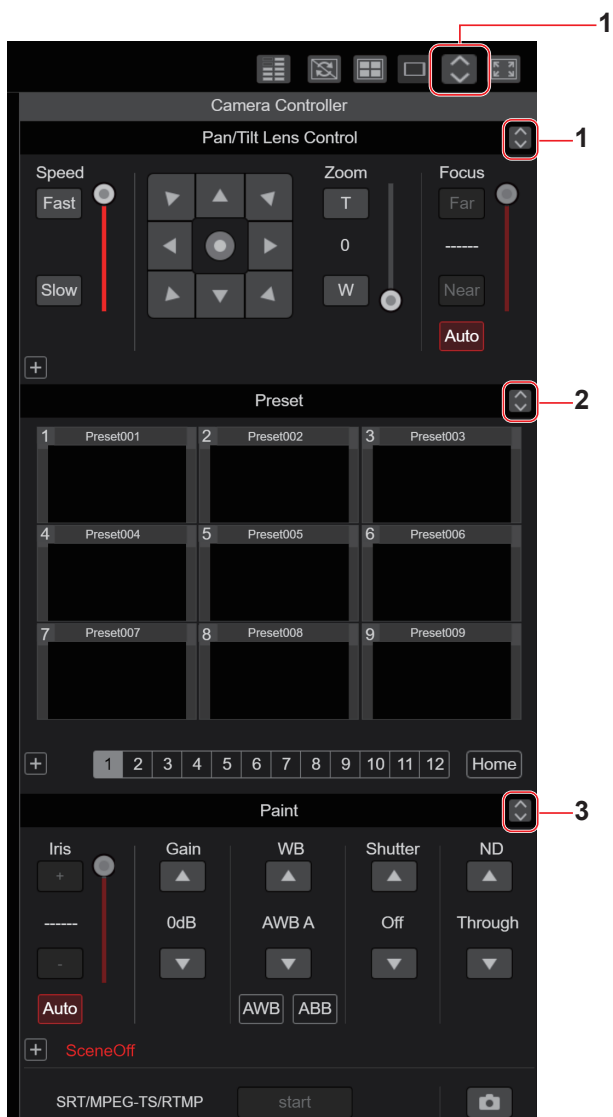 1
Camera Controller
Pan/Tilt Lens Control 1
Speed Zoom Focus
Fast T Far
0 ------
Slow W Near
Auto
+
Preset 2
1 Preset001 2 Preset002 3 Preset003
4 Preset004 5 Preset005 6 Preset006
7 Preset007 8 Preset008 9 Preset009
+ 1 2 3 4 5 6 7 8 9 10 11 12 Home
Paint 3
Iris Gain WB Shutter ND
+
------ 0dB AWB A Off Through
-
Auto AWB ABB
+ SceneOff
SRT/MPEG-TS/RTMP start